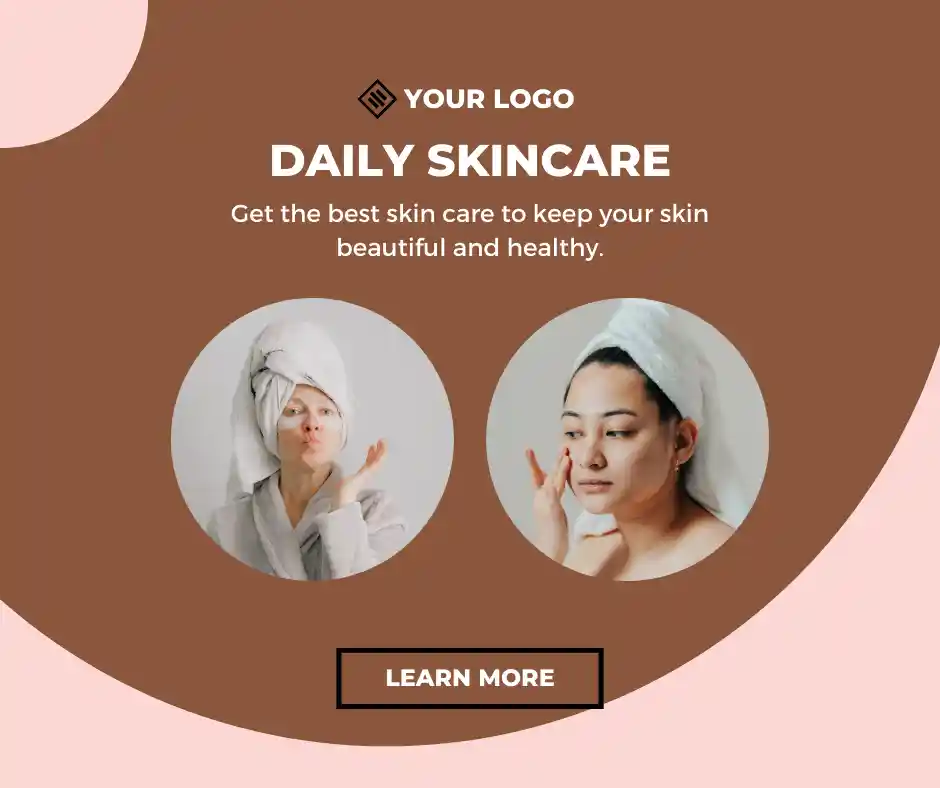 YOUR LOGO
DAILY SKINCARE
Get the best skin care to keep your skin
beautiful and healthy.
LEARN MORE